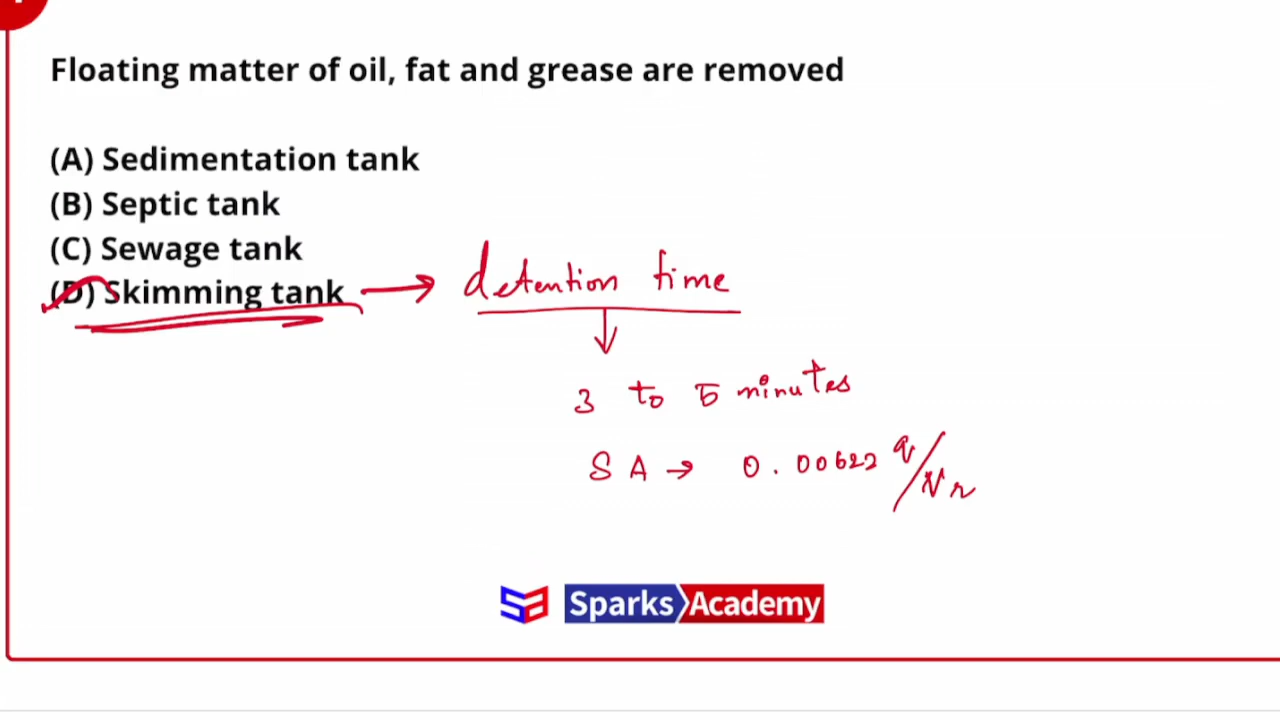 Floating matter of oil, fat and grease are removed
(A) Sedimentation tank
(B) Septic tank
(C) Sewage tank
(D) Skimming tank → detention time
3 to 5 minutes
SA → 0.00622 q/Vr
Sparks Academy